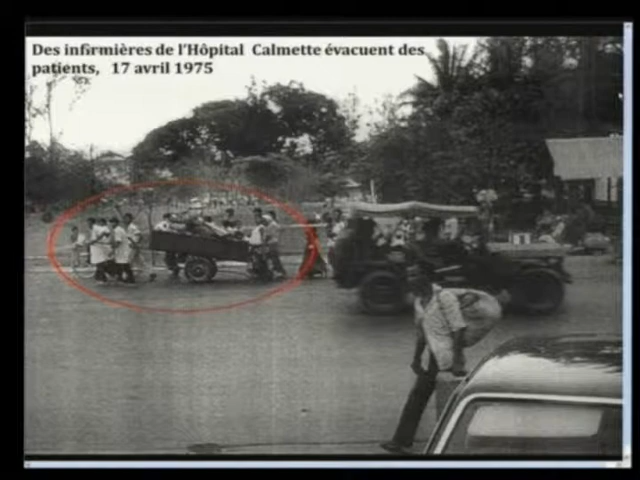 Des infirmières de l'Hôpital Calmette évacuent des
patients, 17 avril 1975